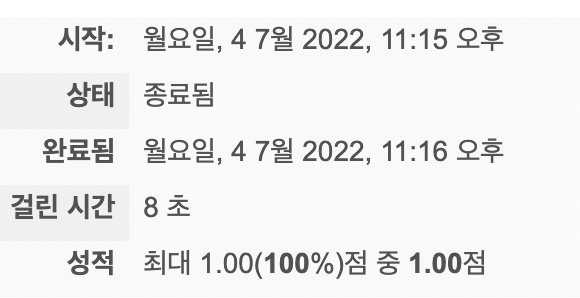 시작: 월요일, 4 7월 2022, 11:15 오후
상태 종료됨
완료됨 월요일, 4 7월 2022, 11:16 오후
걸린 시간 8 초
성적 최대 1.00(100%)점 중 1.00점